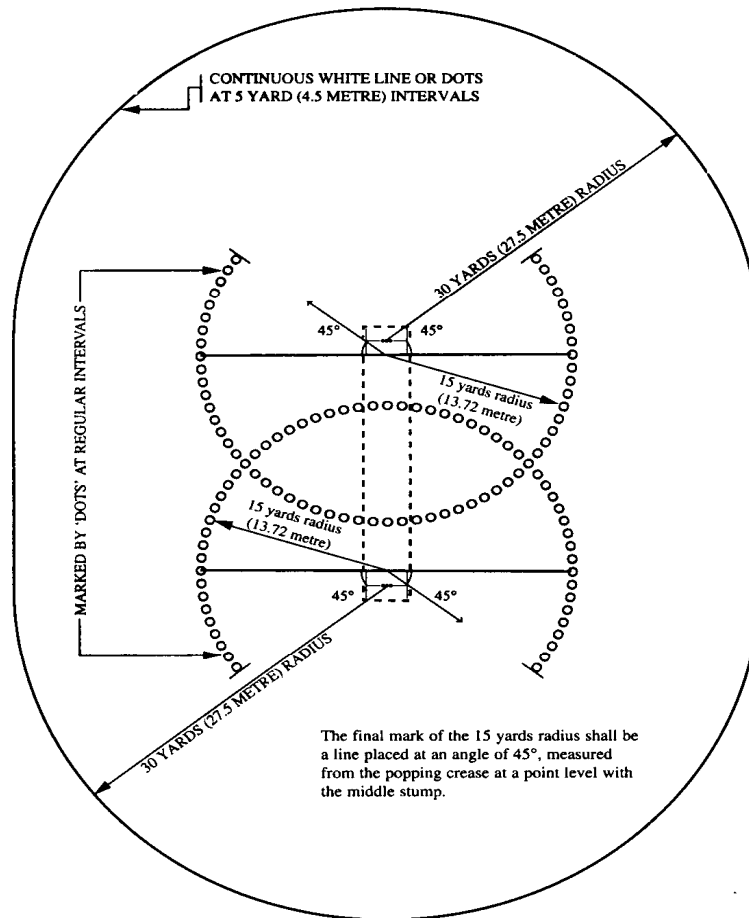 CONTINUOUS WHITE LINE OR DOTS
AT 5 YARD (4.5 METRE) INTERVALS
30 YARDS (27.5 METRE) RADIUS
MARKED BY 'DOTS' AT REGULAR INTERVALS
45°
45°
15 yards radius
(13.72 metre)
15 yards radius
(13.72 metre)
45°
45°
30 YARDS (27.5 METRE) RADIUS
The final mark of the 15 yards radius shall be
a line placed at an angle of 45°, measured
from the popping crease at a point level with
the middle stump.